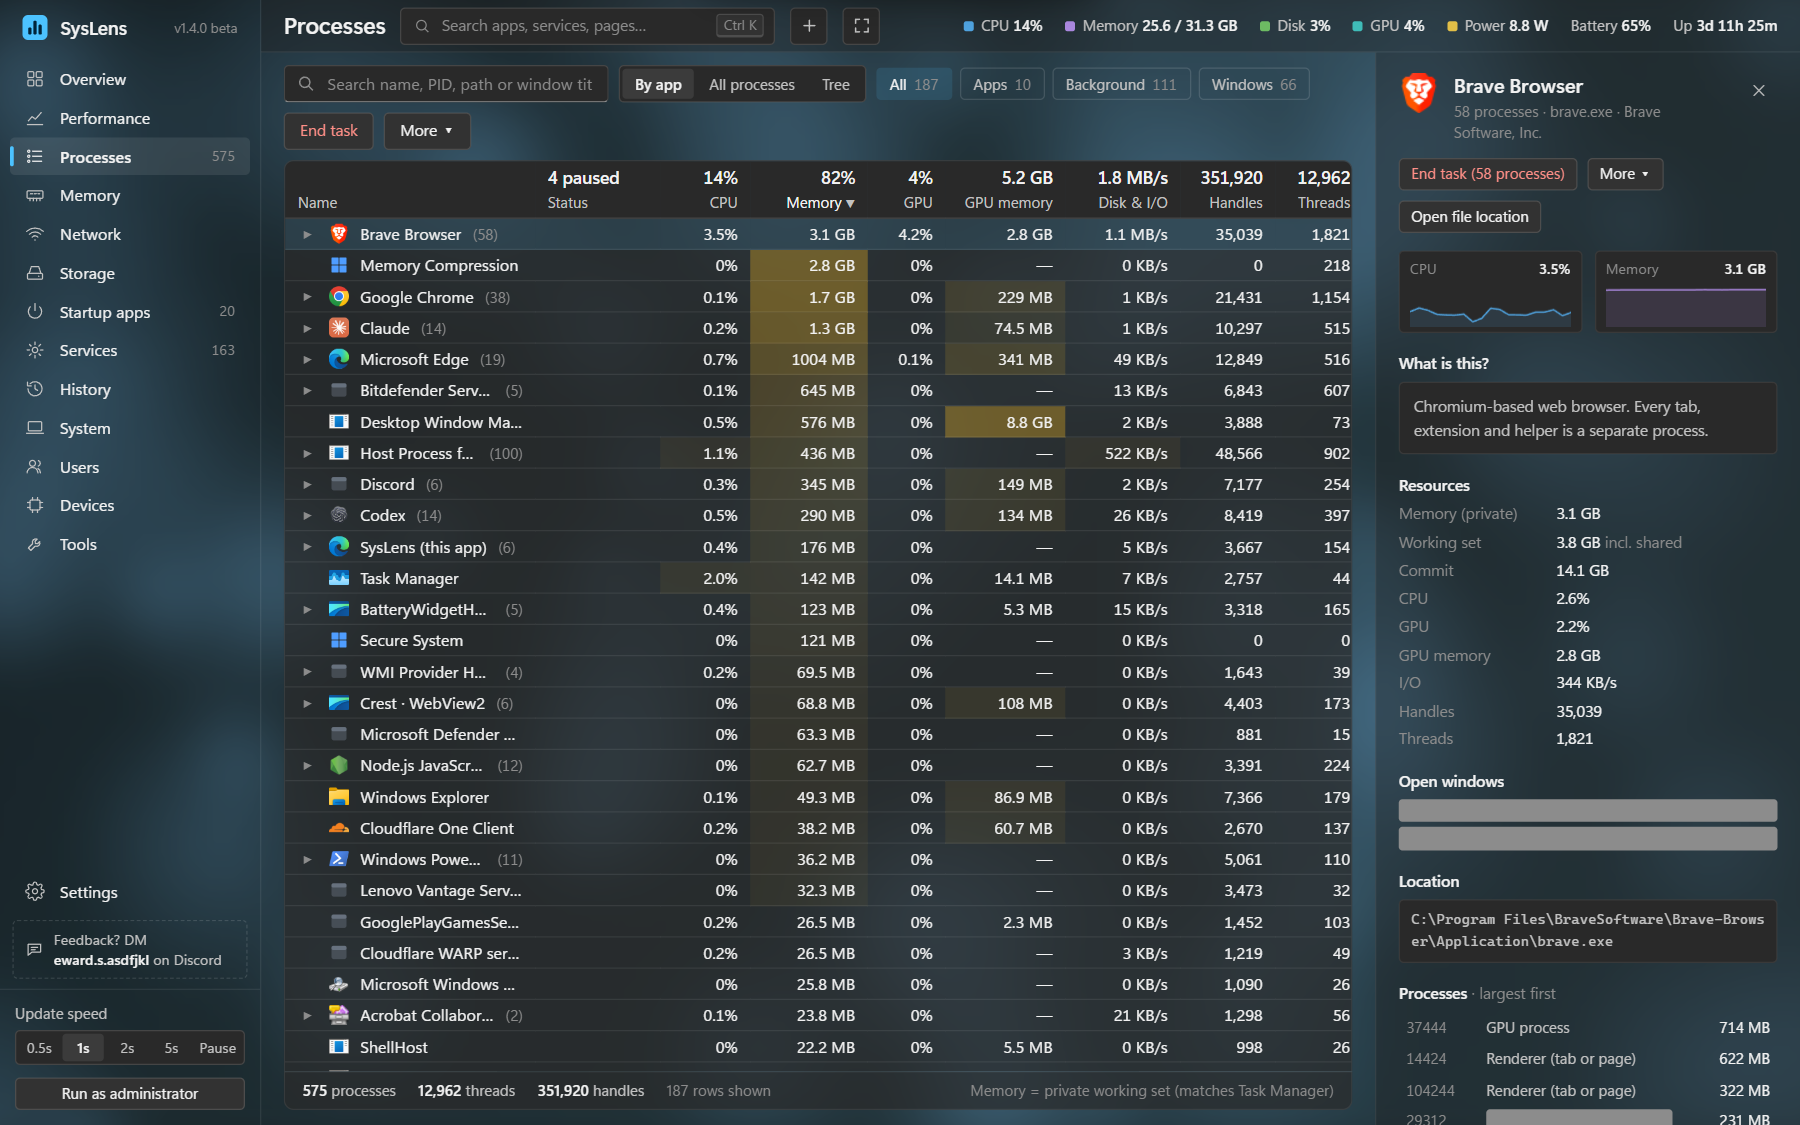 SysLens v1.4.0 beta
Processes
Search apps, services, pages... Ctrl K
CPU 14% Memory 25.6 / 31.3 GB Disk 3% GPU 4% Power 8.8 W Battery 65% Up 3d 11h 25m
Overview
Performance
Processes 575
Memory
Network
Storage
Startup apps 20
Services 163
History
System
Users
Devices
Tools
Settings
Feedback? DM
eward.s.asdfjkl on Discord
Update speed
0.5s 1s 2s 5s Pause
Run as administrator
Search name, PID, path or window tit
By app All processes Tree
All 187 Apps 10 Background 111 Windows 66
End task More
4 paused 14% 82% 4% 5.2 GB 1.8 MB/s 351,920 12,962
Name Status CPU Memory GPU GPU memory Disk & I/O Handles Threads
Brave Browser (58) 3.5% 3.1 GB 4.2% 2.8 GB 1.1 MB/s 35,039 1,821
Memory Compression 0% 2.8 GB 0% — 0 KB/s 0 218
Google Chrome (38) 0.1% 1.7 GB 0% 229 MB 1 KB/s 21,431 1,154
Claude (14) 0.2% 1.3 GB 0% 74.5 MB 1 KB/s 10,297 515
Microsoft Edge (19) 0.7% 1004 MB 0.1% 341 MB 49 KB/s 12,849 516
Bitdefender Serv... (5) 0.1% 645 MB 0% — 13 KB/s 6,843 607
Desktop Window Ma... 0.5% 576 MB 0% 8.8 GB 2 KB/s 3,888 73
Host Process f... (100) 1.1% 436 MB 0% — 522 KB/s 48,566 902
Discord (6) 0.3% 345 MB 0% 149 MB 2 KB/s 7,177 254
Codex (14) 0.5% 290 MB 0% 134 MB 26 KB/s 8,419 397
SysLens (this app) (6) 0.4% 176 MB 0% — 5 KB/s 3,667 154
Task Manager 2.0% 142 MB 0% 14.1 MB 7 KB/s 2,757 44
BatteryWidgetH... (5) 0.4% 123 MB 0% 5.3 MB 15 KB/s 3,318 165
Secure System 0% 121 MB 0% — 0 KB/s 0 0
WMI Provider H... (4) 0.2% 69.5 MB 0% — 0 KB/s 1,643 39
Crest · WebView2 (6) 0% 68.8 MB 0% 108 MB 0 KB/s 4,403 173
Microsoft Defender ... 0% 63.3 MB 0% — 0 KB/s 881 15
Node.js JavaScr... (12) 0% 62.7 MB 0% — 0 KB/s 3,391 224
Windows Explorer 0.1% 49.3 MB 0% 86.9 MB 0 KB/s 7,366 179
Cloudflare One Client 0.2% 38.2 MB 0% 60.7 MB 0 KB/s 2,670 137
Windows Powe... (11) 0% 36.2 MB 0% — 0 KB/s 5,061 110
Lenovo Vantage Serv... 0% 32.3 MB 0% — 0 KB/s 3,473 32
GooglePlayGamesSe... 0.2% 26.5 MB 0% 2.3 MB 0 KB/s 1,452 103
Cloudflare WARP ser... 0.2% 26.5 MB 0% — 3 KB/s 1,219 49
Microsoft Windows ... 0% 25.8 MB 0% — 0 KB/s 1,090 26
Acrobat Collabor... (2) 0.1% 23.8 MB 0% — 21 KB/s 1,298 56
ShellHost 0% 22.2 MB 0% 5.5 MB 0 KB/s 998 26
575 processes 12,962 threads 351,920 handles 187 rows shown Memory = private working set (matches Task Manager)
Brave Browser
58 processes · brave.exe · Brave
Software, Inc.
End task (58 processes) More
Open file location
CPU 3.5% Memory 3.1 GB
What is this?
Chromium-based web browser. Every tab,
extension and helper is a separate process.
Resources
Memory (private) 3.1 GB
Working set 3.8 GB incl. shared
Commit 14.1 GB
CPU 2.6%
GPU 2.2%
GPU memory 2.8 GB
I/O 344 KB/s
Handles 35,039
Threads 1,821
Open windows
Location
C:\Program Files\BraveSoftware\Brave-Brows
er\Application\brave.exe
Processes · largest first
37444 GPU process 714 MB
14424 Renderer (tab or page) 622 MB
104244 Renderer (tab or page) 322 MB
29312 231 MB